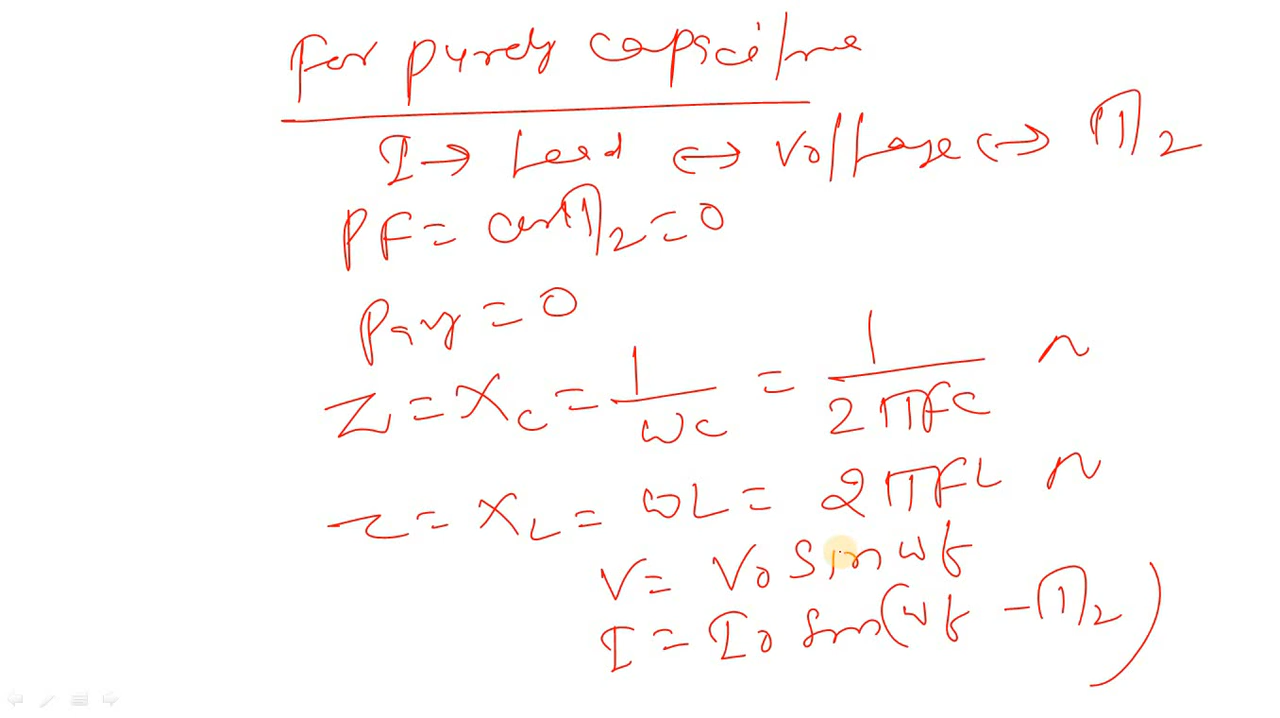 For purely capacitive
I → Lead ↔ Voltage ↔ π/2
PF = cos π/2 = 0
Pav = 0
Z = Xc = 1/ωC = 1/2πFC Ω
Z = XL = ωL = 2πFL Ω
V = V0 Sin ωt
I = I0 Sin(ωt - π/2)